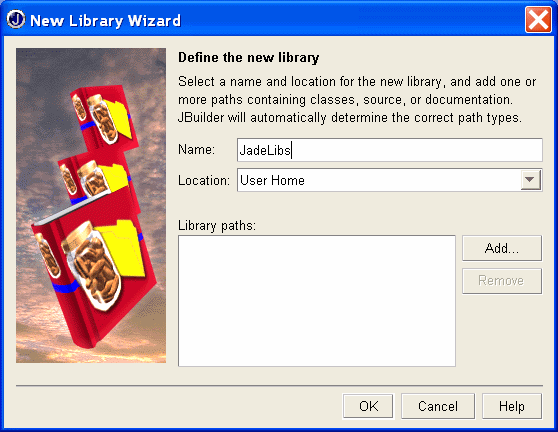 New Library Wizard
Define the new library
Select a name and location for the new library, and add one or
more paths containing classes, source, or documentation.
JBuilder will automatically determine the correct path types.
Name: JadeLibs
Location: User Home
Library paths:
Add...
Remove
OK Cancel Help